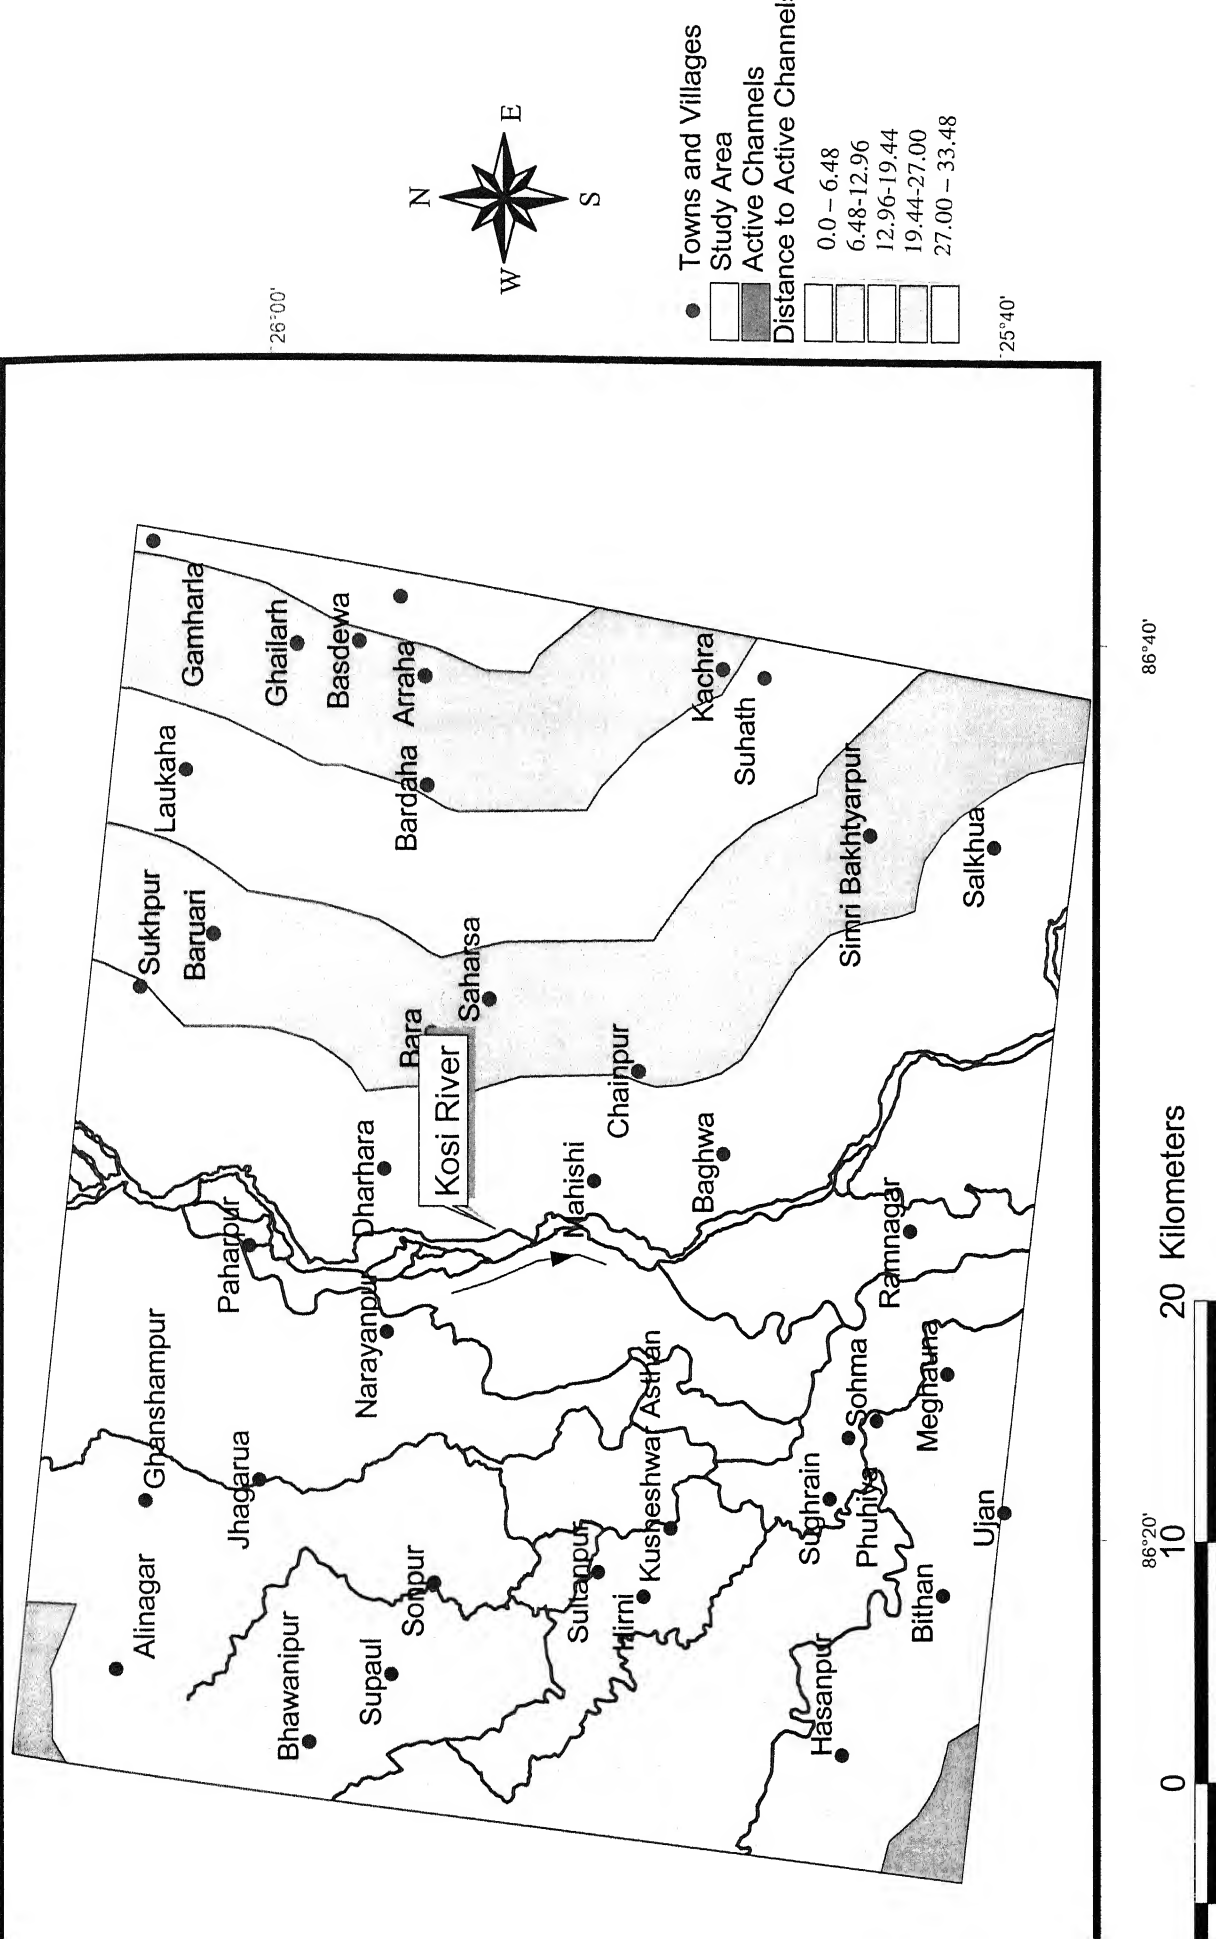 N
W
E
S
Towns and Villages
Study Area
Active Channels
Distance to Active Channels
0.0 – 6.48
6.48-12.96
12.96-19.44
19.44-27.00
27.00 – 33.48
26°00'
25°40'
86°40'
86°20'
Gamharla
Ghailarh
Basdewa
Arraha
Laukaha
Bardaha
Kachra
Suhath
Sukhpur
Baruari
Saharsa
Bara
Kosi River
Simri Bakhtyarpur
Salkhua
Chainpur
Dharhara
Mahishi
Baghwa
Paharpur
Narayanpur
Ramnagar
Ghanshampur
Jhagarua
Kusheshwar Asthan
Sohma
Meghauna
Sughrain
Phuhiya
Ujan
Alinagar
Sonpur
Sultanpur
Hirni
Bithan
Bhawanipur
Supaul
Hasanpur
0
10
20 Kilometers